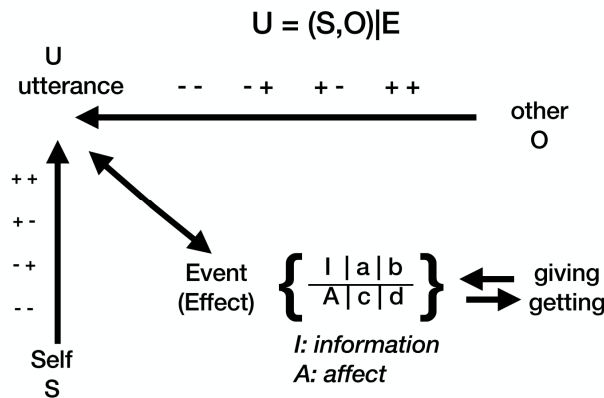 U = (S,O)|E
U
utterance
- - - + + - + +
other
O
+ +
+ -
- +
- -
Event
(Effect)
{ I | a | b }
A | c | d
giving
getting
I: information
A: affect
Self
S